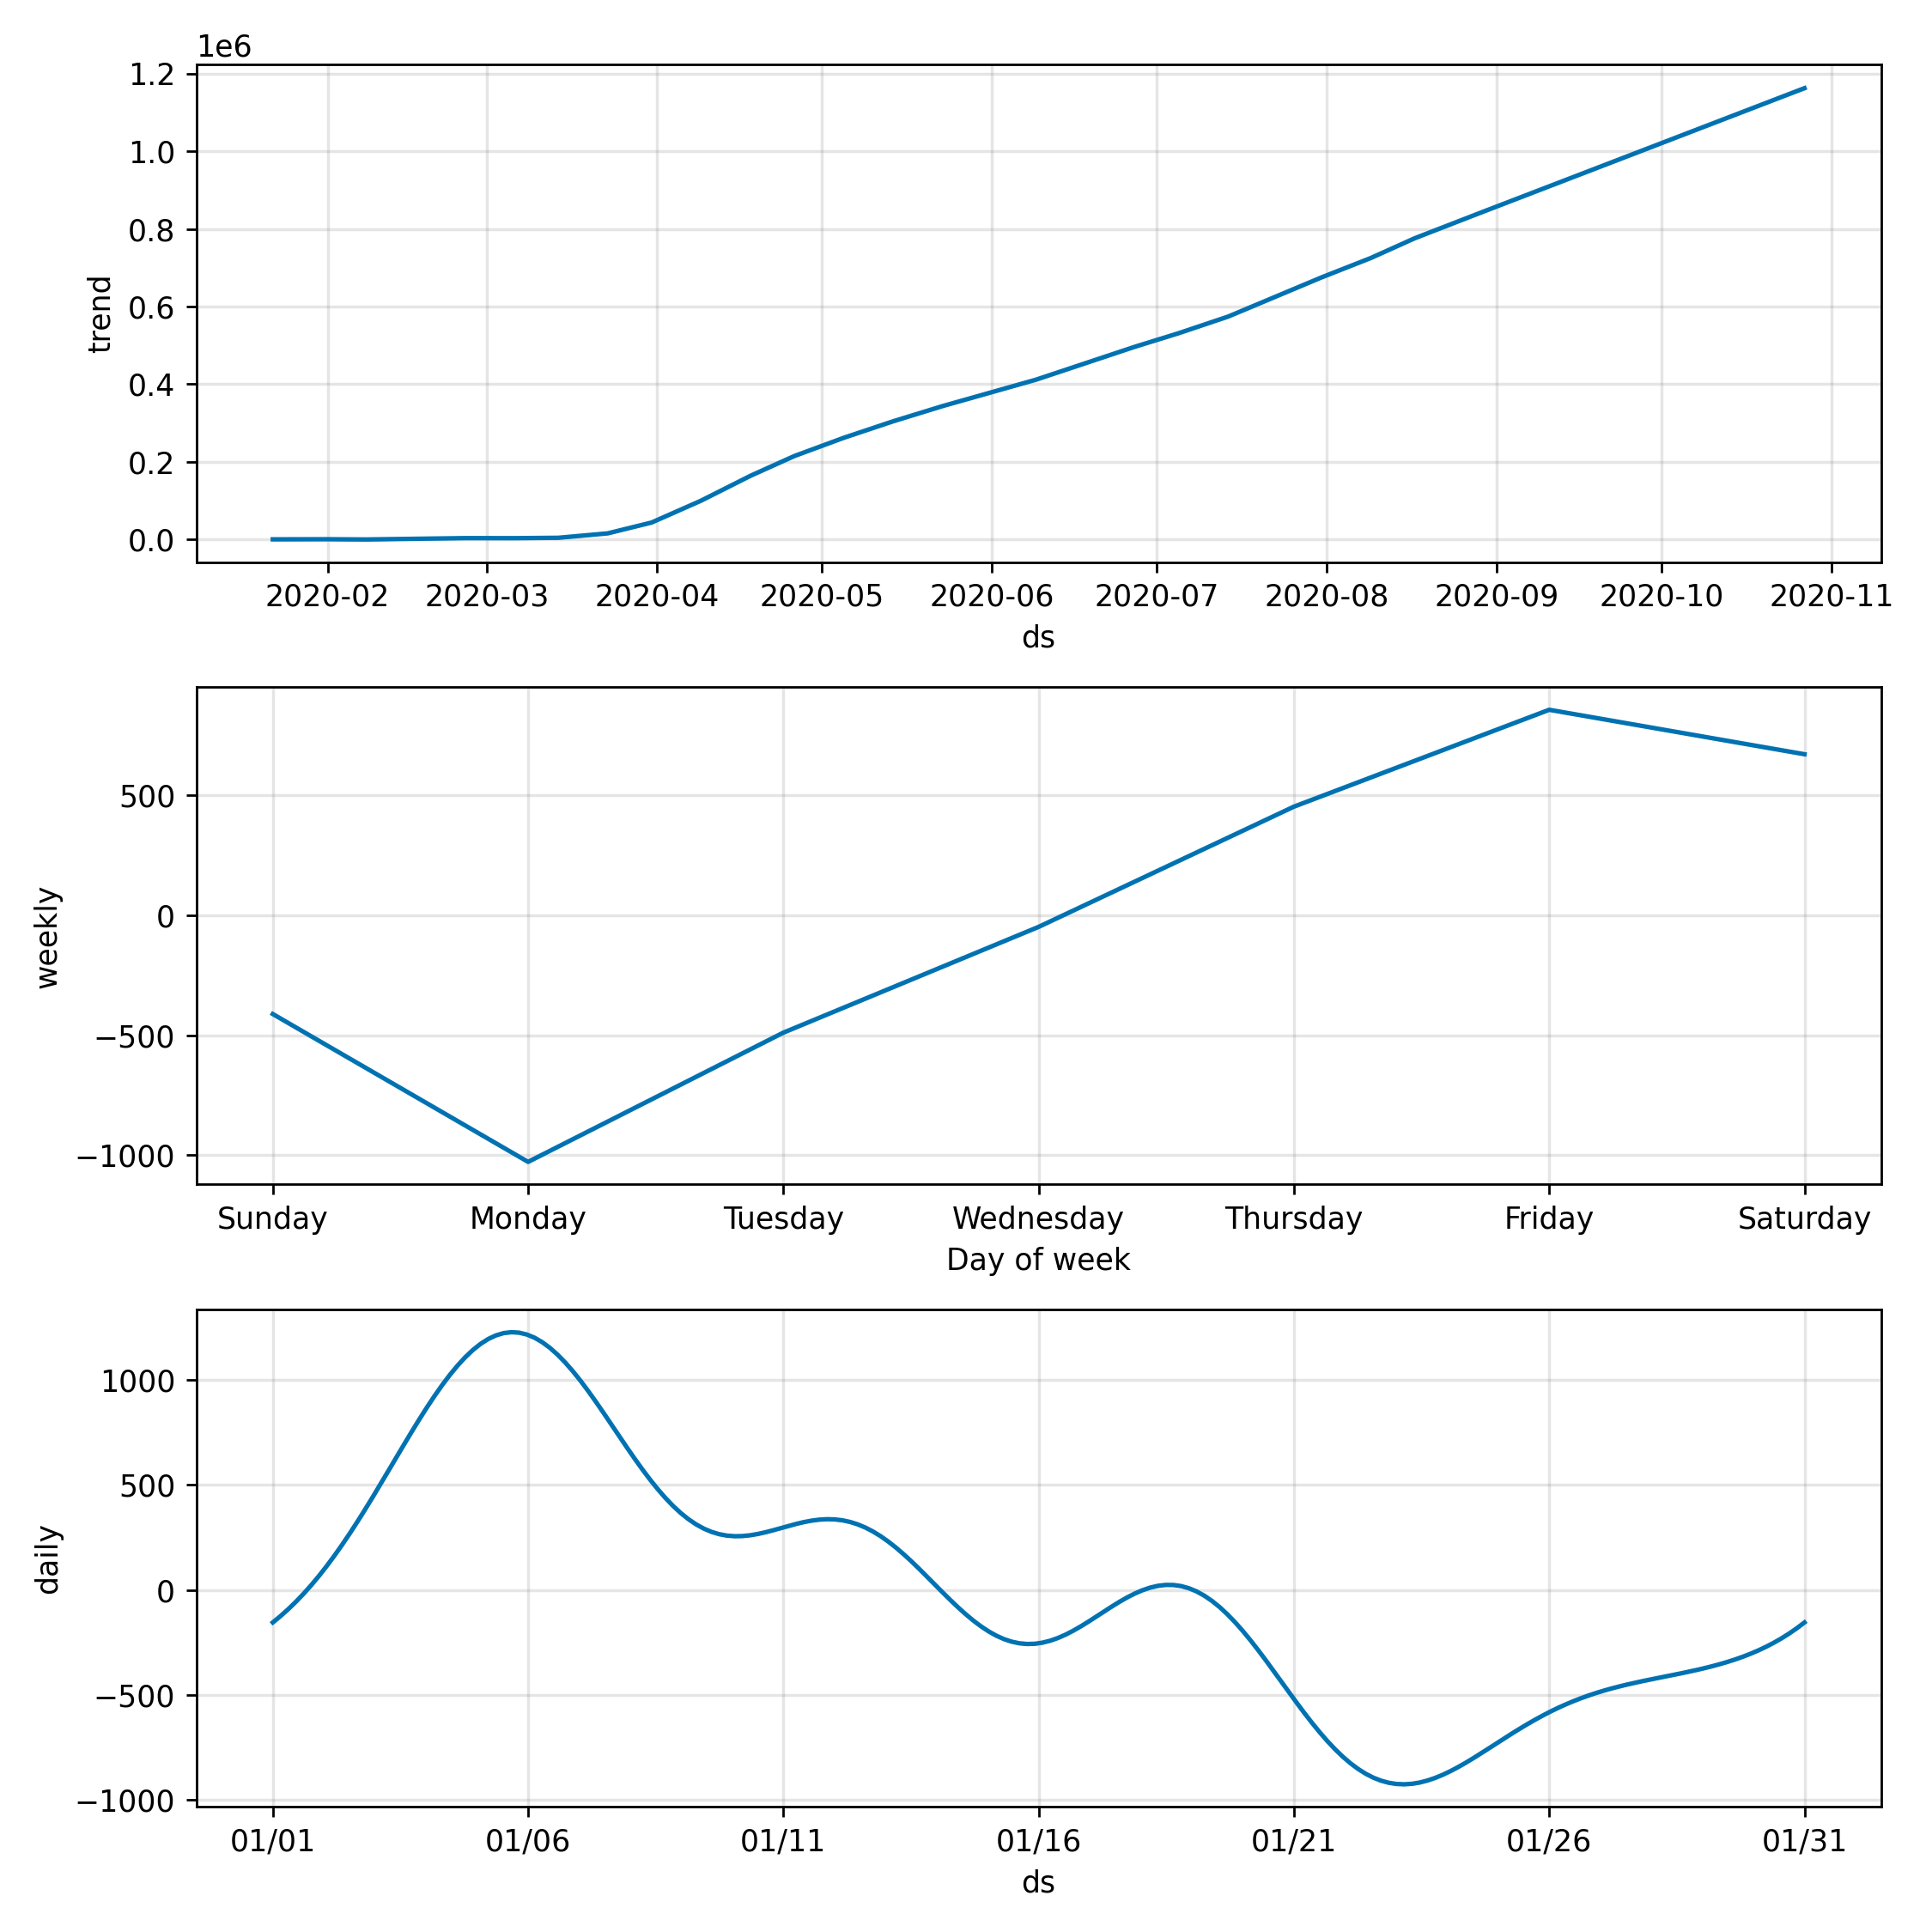 1e6
1.2
1.0
0.8
0.6
0.4
0.2
0.0
trend
2020-02 2020-03 2020-04 2020-05 2020-06 2020-07 2020-08 2020-09 2020-10 2020-11
ds
500
0
−500
−1000
weekly
Sunday Monday Tuesday Wednesday Thursday Friday Saturday
Day of week
1000
500
0
−500
−1000
daily
01/01 01/06 01/11 01/16 01/21 01/26 01/31
ds